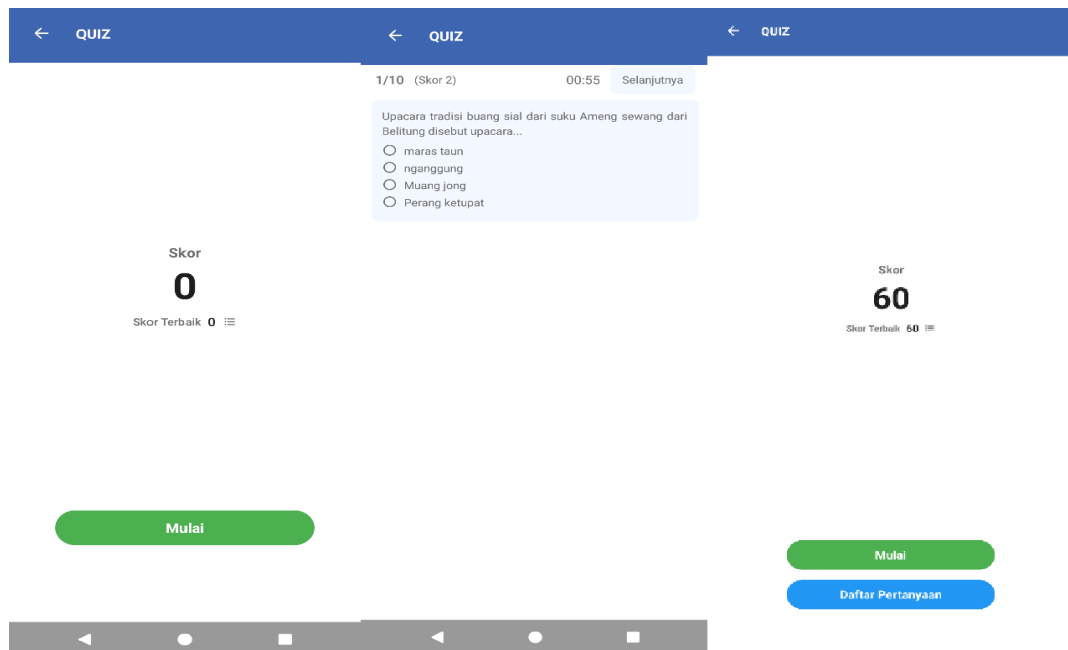 QUIZ
Skor
0
Skor Terbaik 0
Mulai
QUIZ
1/10 (Skor 2) 00:55 Selanjutnya
Upacara tradisi buang sial dari suku Ameng sewang dari
Belitung disebut upacara...
maras taun
nganggung
Muang jong
Perang ketupat
QUIZ
Skor
60
Skor Terbaik 60
Mulai
Daftar Pertanyaan